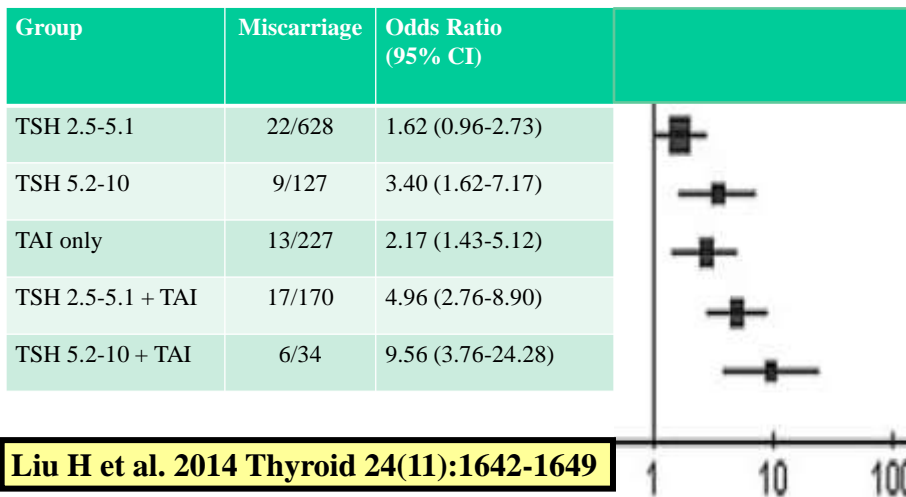 Group Miscarriage Odds Ratio
(95% CI)
TSH 2.5-5.1 22/628 1.62 (0.96-2.73)
TSH 5.2-10 9/127 3.40 (1.62-7.17)
TAI only 13/227 2.17 (1.43-5.12)
TSH 2.5-5.1 + TAI 17/170 4.96 (2.76-8.90)
TSH 5.2-10 + TAI 6/34 9.56 (3.76-24.28)
Liu H et al. 2014 Thyroid 24(11):1642-1649
1 10 100